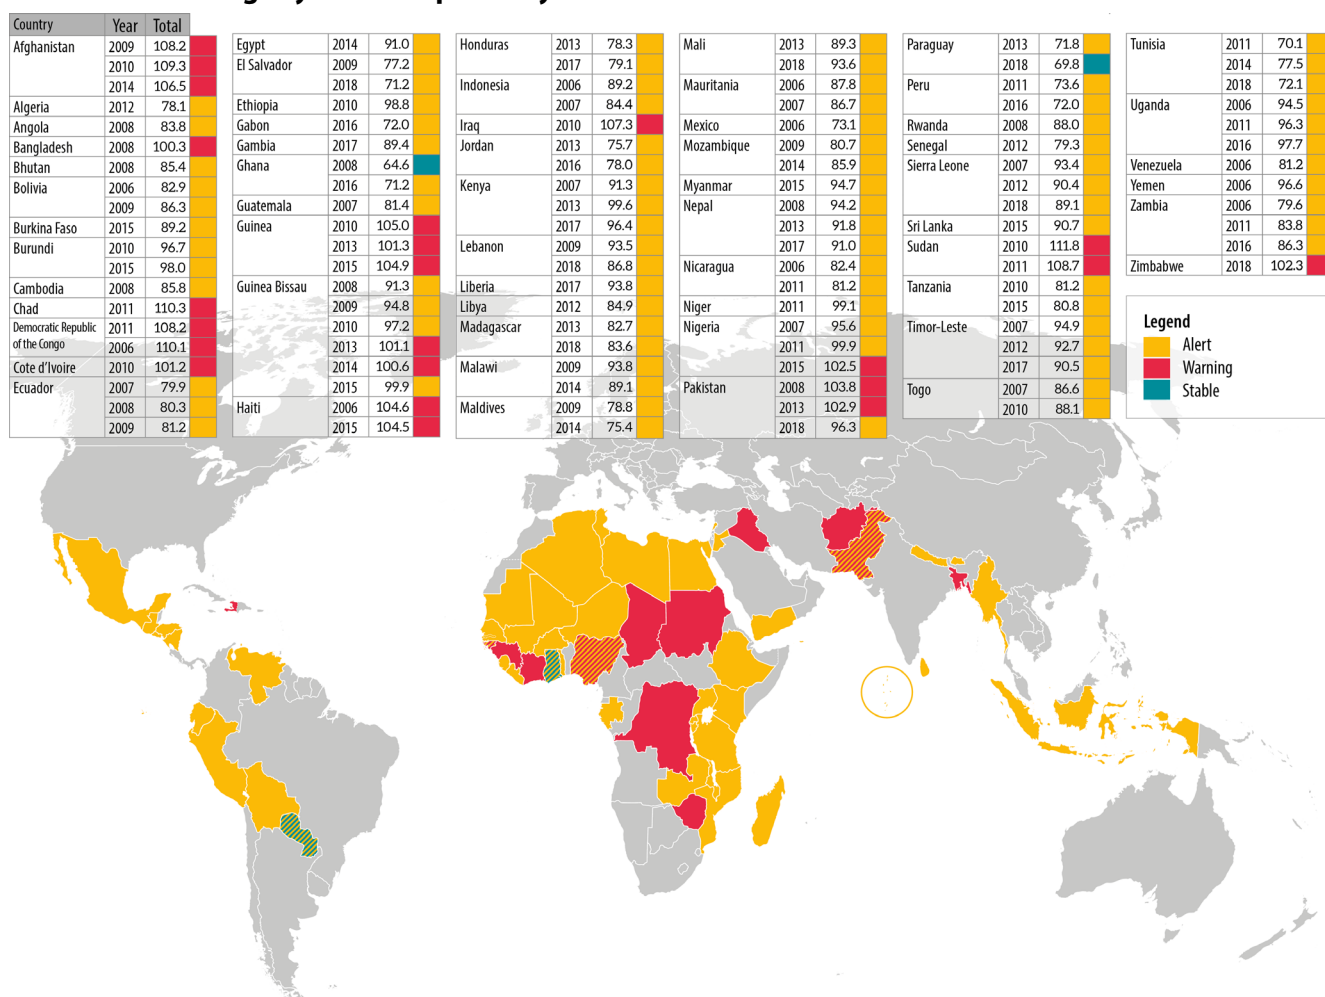 Country Year Total
Afghanistan 2009 108.2
2010 109.3
2014 106.5
Algeria 2012 78.1
Angola 2008 83.8
Bangladesh 2008 100.3
Bhutan 2008 85.4
Bolivia 2006 82.9
2009 86.3
Burkina Faso 2015 89.2
Burundi 2010 96.7
2015 98.0
Cambodia 2008 85.8
Chad 2011 110.3
Democratic Republic 2011 108.2
of the Congo 2006 110.1
Cote d'Ivoire 2010 101.2
Ecuador 2007 79.9
2008 80.3
2009 81.2
Egypt 2014 91.0
El Salvador 2009 77.2
2018 71.2
Ethiopia 2010 98.8
Gabon 2016 72.0
Gambia 2017 89.4
Ghana 2008 64.6
2016 71.2
Guatemala 2007 81.4
Guinea 2010 105.0
2013 101.3
2015 104.9
Guinea Bissau 2008 91.3
2009 94.8
2010 97.2
2013 101.1
2014 100.6
2015 99.9
Haiti 2006 104.6
2015 104.5
Honduras 2013 78.3
2017 79.1
Indonesia 2006 89.2
2007 84.4
Iraq 2010 107.3
Jordan 2013 75.7
2016 78.0
Kenya 2007 91.3
2013 99.6
2017 96.4
Lebanon 2009 93.5
2018 86.8
Liberia 2017 93.8
Libya 2012 84.9
Madagascar 2013 82.7
2018 83.6
Malawi 2009 93.8
2014 89.1
Maldives 2009 78.8
2014 75.4
Mali 2013 89.3
2018 93.6
Mauritania 2006 87.8
2007 86.7
Mexico 2006 73.1
Mozambique 2009 80.7
2014 85.9
Myanmar 2015 94.7
Nepal 2008 94.2
2013 91.8
2017 91.0
Nicaragua 2006 82.4
2011 81.2
Niger 2011 99.1
Nigeria 2007 95.6
2011 99.9
2015 102.5
Pakistan 2008 103.8
2013 102.9
2018 96.3
Paraguay 2013 71.8
2018 69.8
Peru 2011 73.6
2016 72.0
Rwanda 2008 88.0
Senegal 2012 79.3
Sierra Leone 2007 93.4
2012 90.4
2018 89.1
Sri Lanka 2015 90.7
Sudan 2010 111.8
2011 108.7
Tanzania 2010 81.2
2015 80.8
Timor-Leste 2007 94.9
2012 92.7
2017 90.5
Togo 2007 86.6
2010 88.1
Tunisia 2011 70.1
2014 77.5
2018 72.1
Uganda 2006 94.5
2011 96.3
2016 97.7
Venezuela 2006 81.2
Yemen 2006 96.6
Zambia 2006 79.6
2011 83.8
2016 86.3
Zimbabwe 2018 102.3
Legend
Alert
Warning
Stable